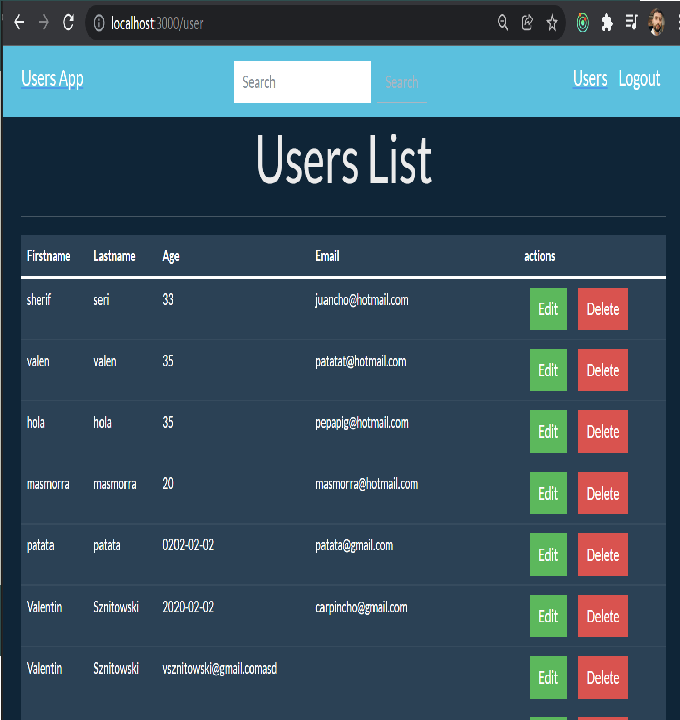 localhost:3000/user
Users App Search Search Users Logout
Users List
Firstname Lastname Age Email actions
sherif seri 33 juancho@hotmail.com Edit Delete
valen valen 35 patatat@hotmail.com Edit Delete
hola hola 35 pepapig@hotmail.com Edit Delete
masmorra masmorra 20 masmorra@hotmail.com Edit Delete
patata patata 0202-02-02 patata@gmail.com Edit Delete
Valentin Sznitowski 2020-02-02 carpincho@gmail.com Edit Delete
Valentin Sznitowski vsznitowski@gmail.comasd Edit Delete